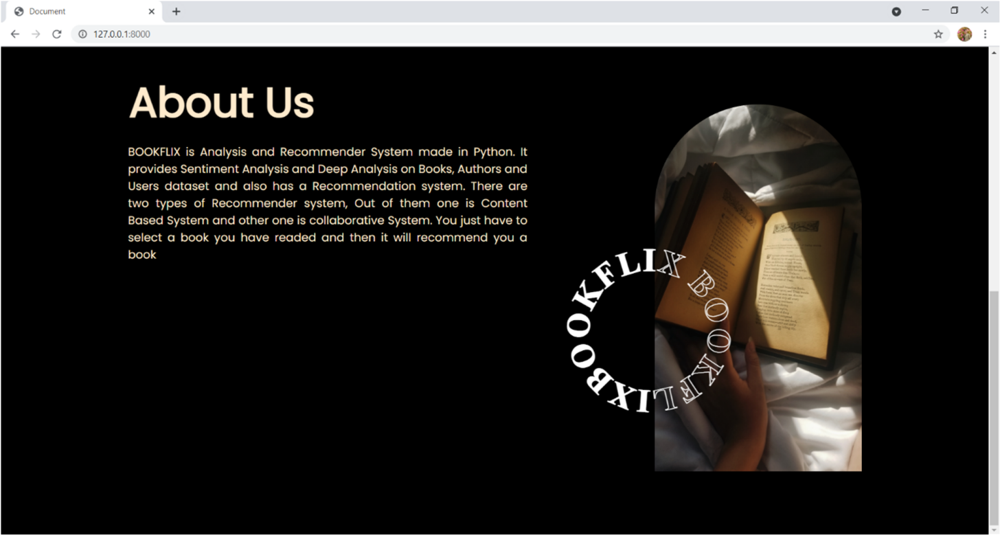 Document
127.0.0.1:8000
About Us
BOOKFLIX is Analysis and Recommender System made in Python. It
provides Sentiment Analysis and Deep Analysis on Books, Authors and
Users dataset and also has a Recommendation system. There are
two types of Recommender system, Out of them one is Content
Based System and other one is collaborative System. You just have to
select a book you have readed and then it will recommend you a
book
BOOKFLIX BOOKFLIX